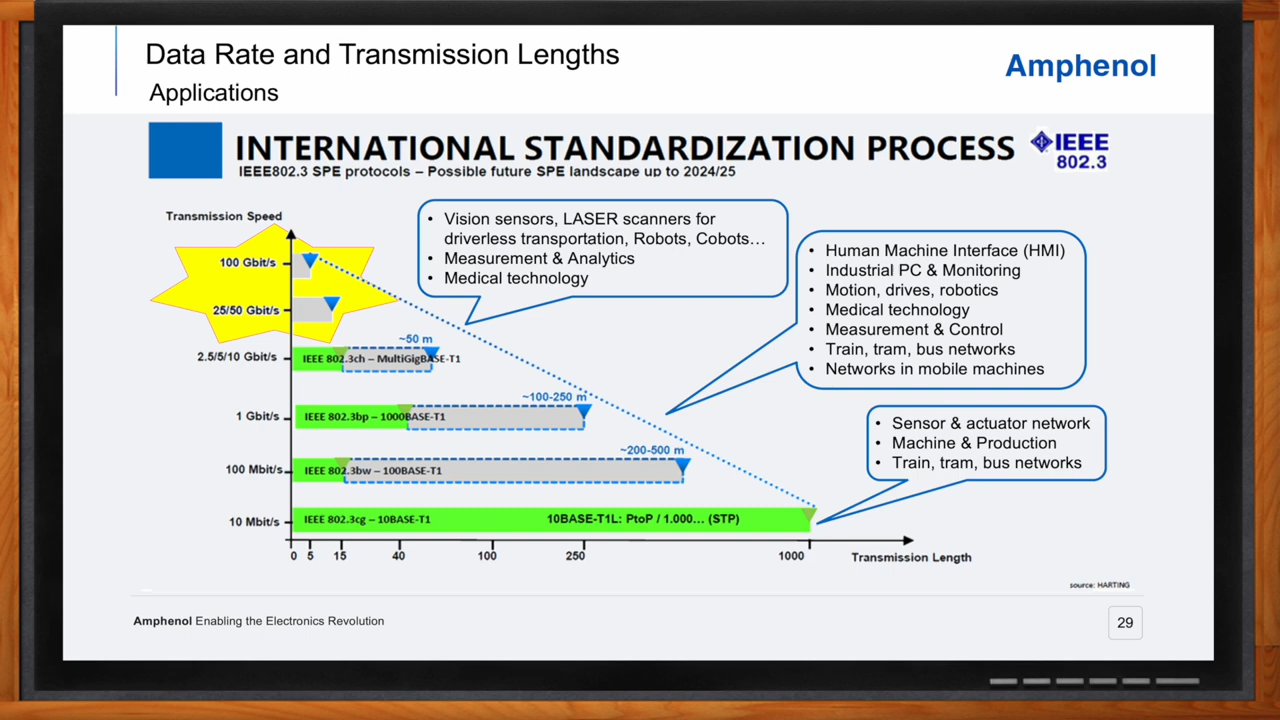 Data Rate and Transmission Lengths
Applications
Amphenol
INTERNATIONAL STANDARDIZATION PROCESS
IEEE802.3 SPE protocols – Possible future SPE landscape up to 2024/25
IEEE
802.3
Transmission Speed
• Vision sensors, LASER scanners for
driverless transportation, Robots, Cobots…
• Measurement & Analytics
• Medical technology
• Human Machine Interface (HMI)
• Industrial PC & Monitoring
• Motion, drives, robotics
• Medical technology
• Measurement & Control
• Train, tram, bus networks
• Networks in mobile machines
• Sensor & actuator network
• Machine & Production
• Train, tram, bus networks
100 Gbit/s
25/50 Gbit/s
~50 m
2.5/5/10 Gbit/s
IEEE 802.3ch – MultiGigBASE-T1
~100-250 m
1 Gbit/s
IEEE 802.3bp – 1000BASE-T1
~200-500 m
100 Mbit/s
IEEE 802.3bw – 100BASE-T1
10 Mbit/s
IEEE 802.3cg – 10BASE-T1
10BASE-T1L: PtoP / 1.000… (STP)
0 5 15 40 100 250 1000
Transmission Length
source: HARTING
Amphenol Enabling the Electronics Revolution
29